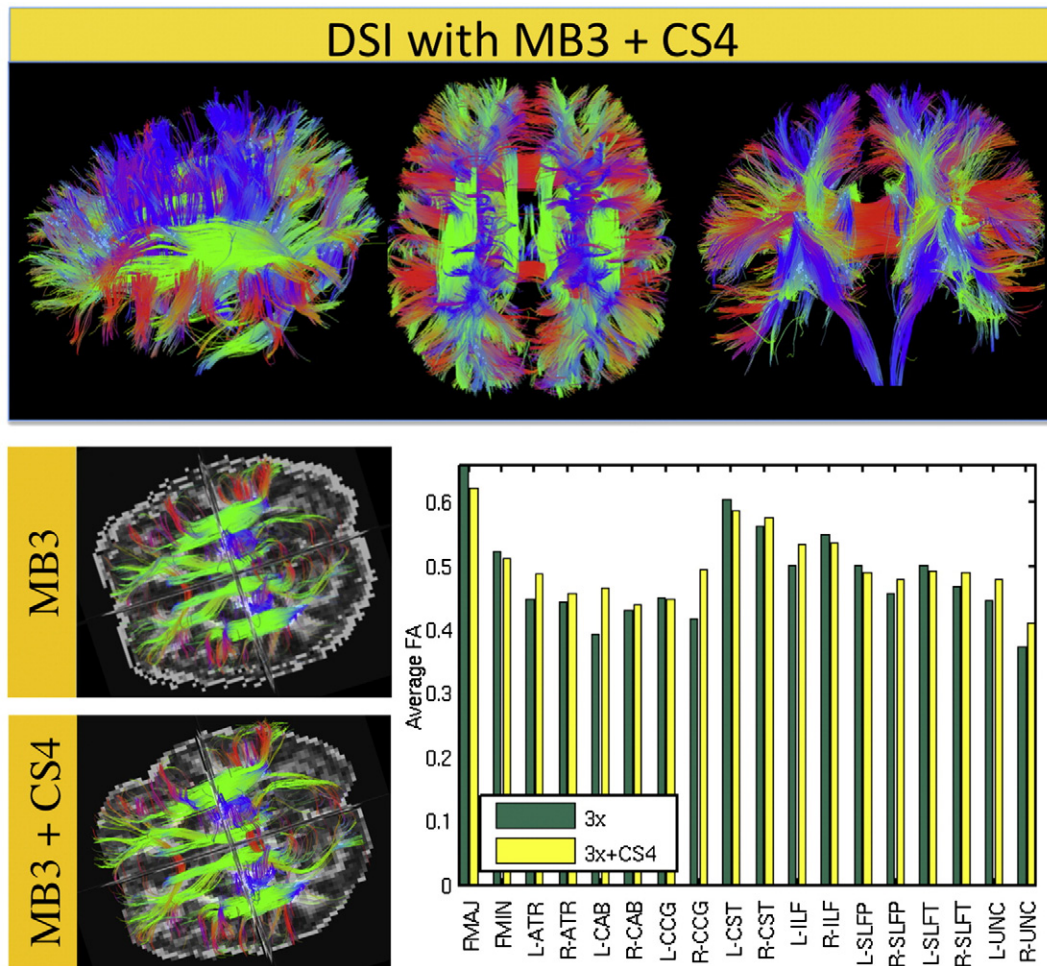 DSI with MB3 + CS4
MB3
MB3 + CS4
Average FA
0.6
0.5
0.4
0.3
0.2
0.1
0
3x
3x+CS4
FMAJ
FMIN
L-ATR
R-ATR
L-CAB
R-CAB
L-CCG
R-CCG
L-CST
R-CST
L-ILF
R-ILF
L-SLFP
R-SLFP
L-SLFT
R-SLFT
L-UNC
R-UNC